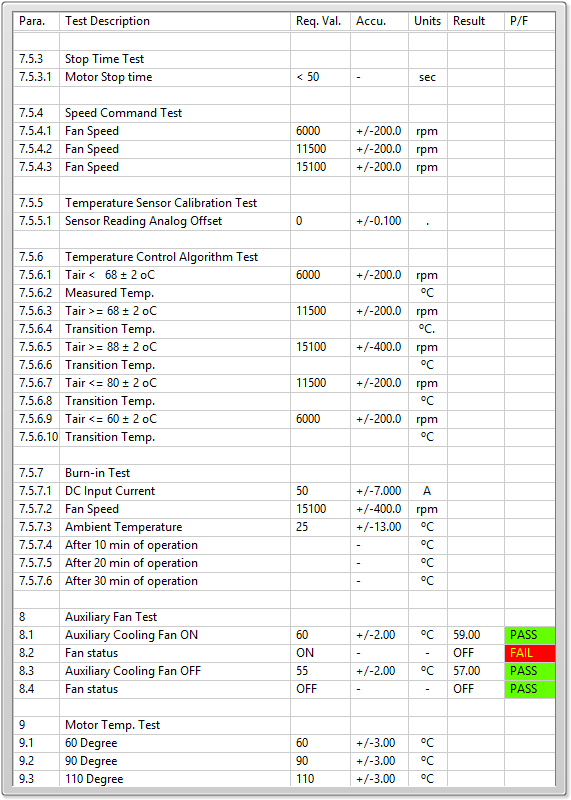 Para. Test Description Req. Val. Accu. Units Result P/F
7.5.3 Stop Time Test
7.5.3.1 Motor Stop time < 50 - sec
7.5.4 Speed Command Test
7.5.4.1 Fan Speed 6000 +/-200.0 rpm
7.5.4.2 Fan Speed 11500 +/-200.0 rpm
7.5.4.3 Fan Speed 15100 +/-200.0 rpm
7.5.5 Temperature Sensor Calibration Test
7.5.5.1 Sensor Reading Analog Offset 0 +/-0.100 .
7.5.6 Temperature Control Algorithm Test
7.5.6.1 Tair < 68 ± 2 oC 6000 +/-200.0 rpm
7.5.6.2 Measured Temp. ºC
7.5.6.3 Tair >= 68 ± 2 oC 11500 +/-200.0 rpm
7.5.6.4 Transition Temp. ºC.
7.5.6.5 Tair >= 88 ± 2 oC 15100 +/-400.0 rpm
7.5.6.6 Transition Temp. ºC
7.5.6.7 Tair <= 80 ± 2 oC 11500 +/-200.0 rpm
7.5.6.8 Transition Temp. ºC
7.5.6.9 Tair <= 60 ± 2 oC 6000 +/-200.0 rpm
7.5.6.10 Transition Temp. ºC
7.5.7 Burn-in Test
7.5.7.1 DC Input Current 50 +/-7.000 A
7.5.7.2 Fan Speed 15100 +/-400.0 rpm
7.5.7.3 Ambient Temperature 25 +/-13.00 ºC
7.5.7.4 After 10 min of operation - ºC
7.5.7.5 After 20 min of operation - ºC
7.5.7.6 After 30 min of operation - ºC
8 Auxiliary Fan Test
8.1 Auxiliary Cooling Fan ON 60 +/-2.00 ºC 59.00 PASS
8.2 Fan status ON - - OFF FAIL
8.3 Auxiliary Cooling Fan OFF 55 +/-2.00 ºC 57.00 PASS
8.4 Fan status OFF - - OFF PASS
9 Motor Temp. Test
9.1 60 Degree 60 +/-3.00 ºC
9.2 90 Degree 90 +/-3.00 ºC
9.3 110 Degree 110 +/-3.00 ºC